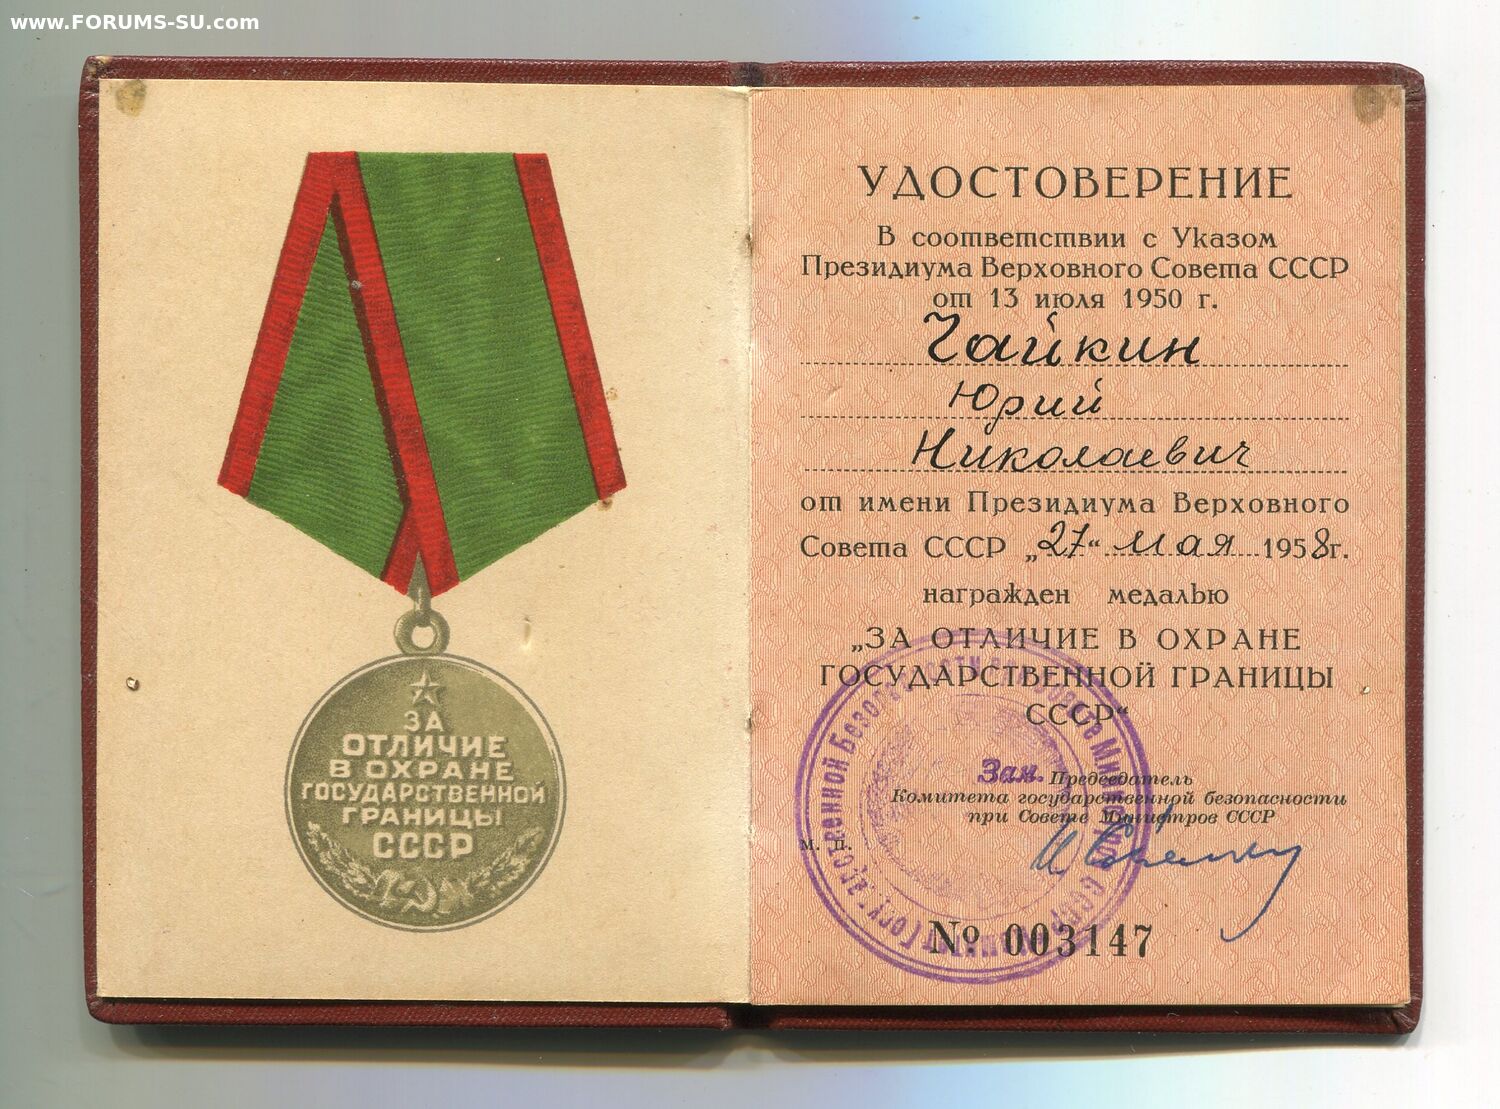 www.FORUMS-SU.com
ЗА
ОТЛИЧИЕ
В ОХРАНЕ
ГОСУДАРСТВЕННОЙ
ГРАНИЦЫ
СССР
УДОСТОВЕРЕНИЕ
В соответствии с Указом
Президиума Верховного Совета СССР
от 13 июля 1950 г.
Чайкин
Юрий
Николаевич
от имени Президиума Верховного
Совета СССР „27“ мая 1958г.
награжден медалью
„ЗА ОТЛИЧИЕ В ОХРАНЕ
ГОСУДАРСТВЕННОЙ ГРАНИЦЫ
СССР“
Зам. Председатель
Комитета государственной безопасности
при Совете Министров СССР
м. п.
№ 003147